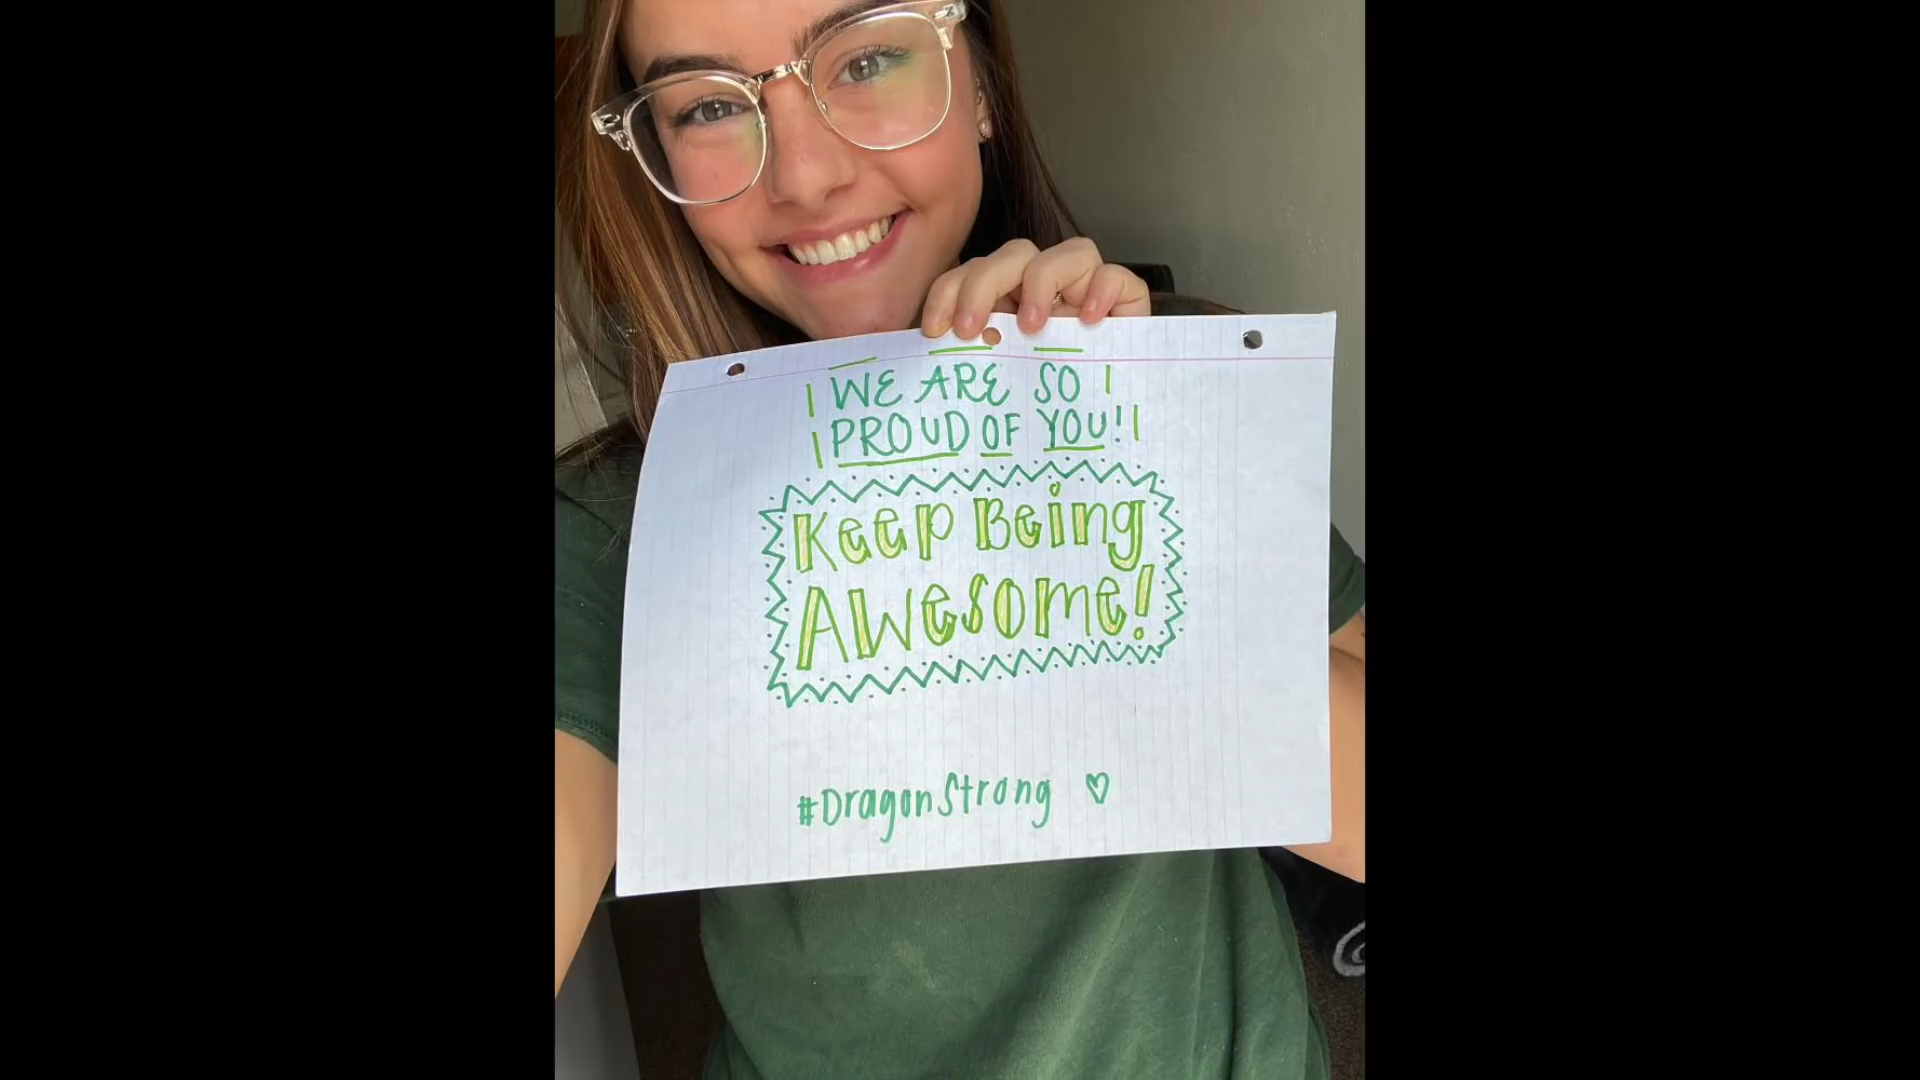 WE ARE SO
PROUD OF YOU!
Keep Being
Awesome!
#DragonStrong ♡